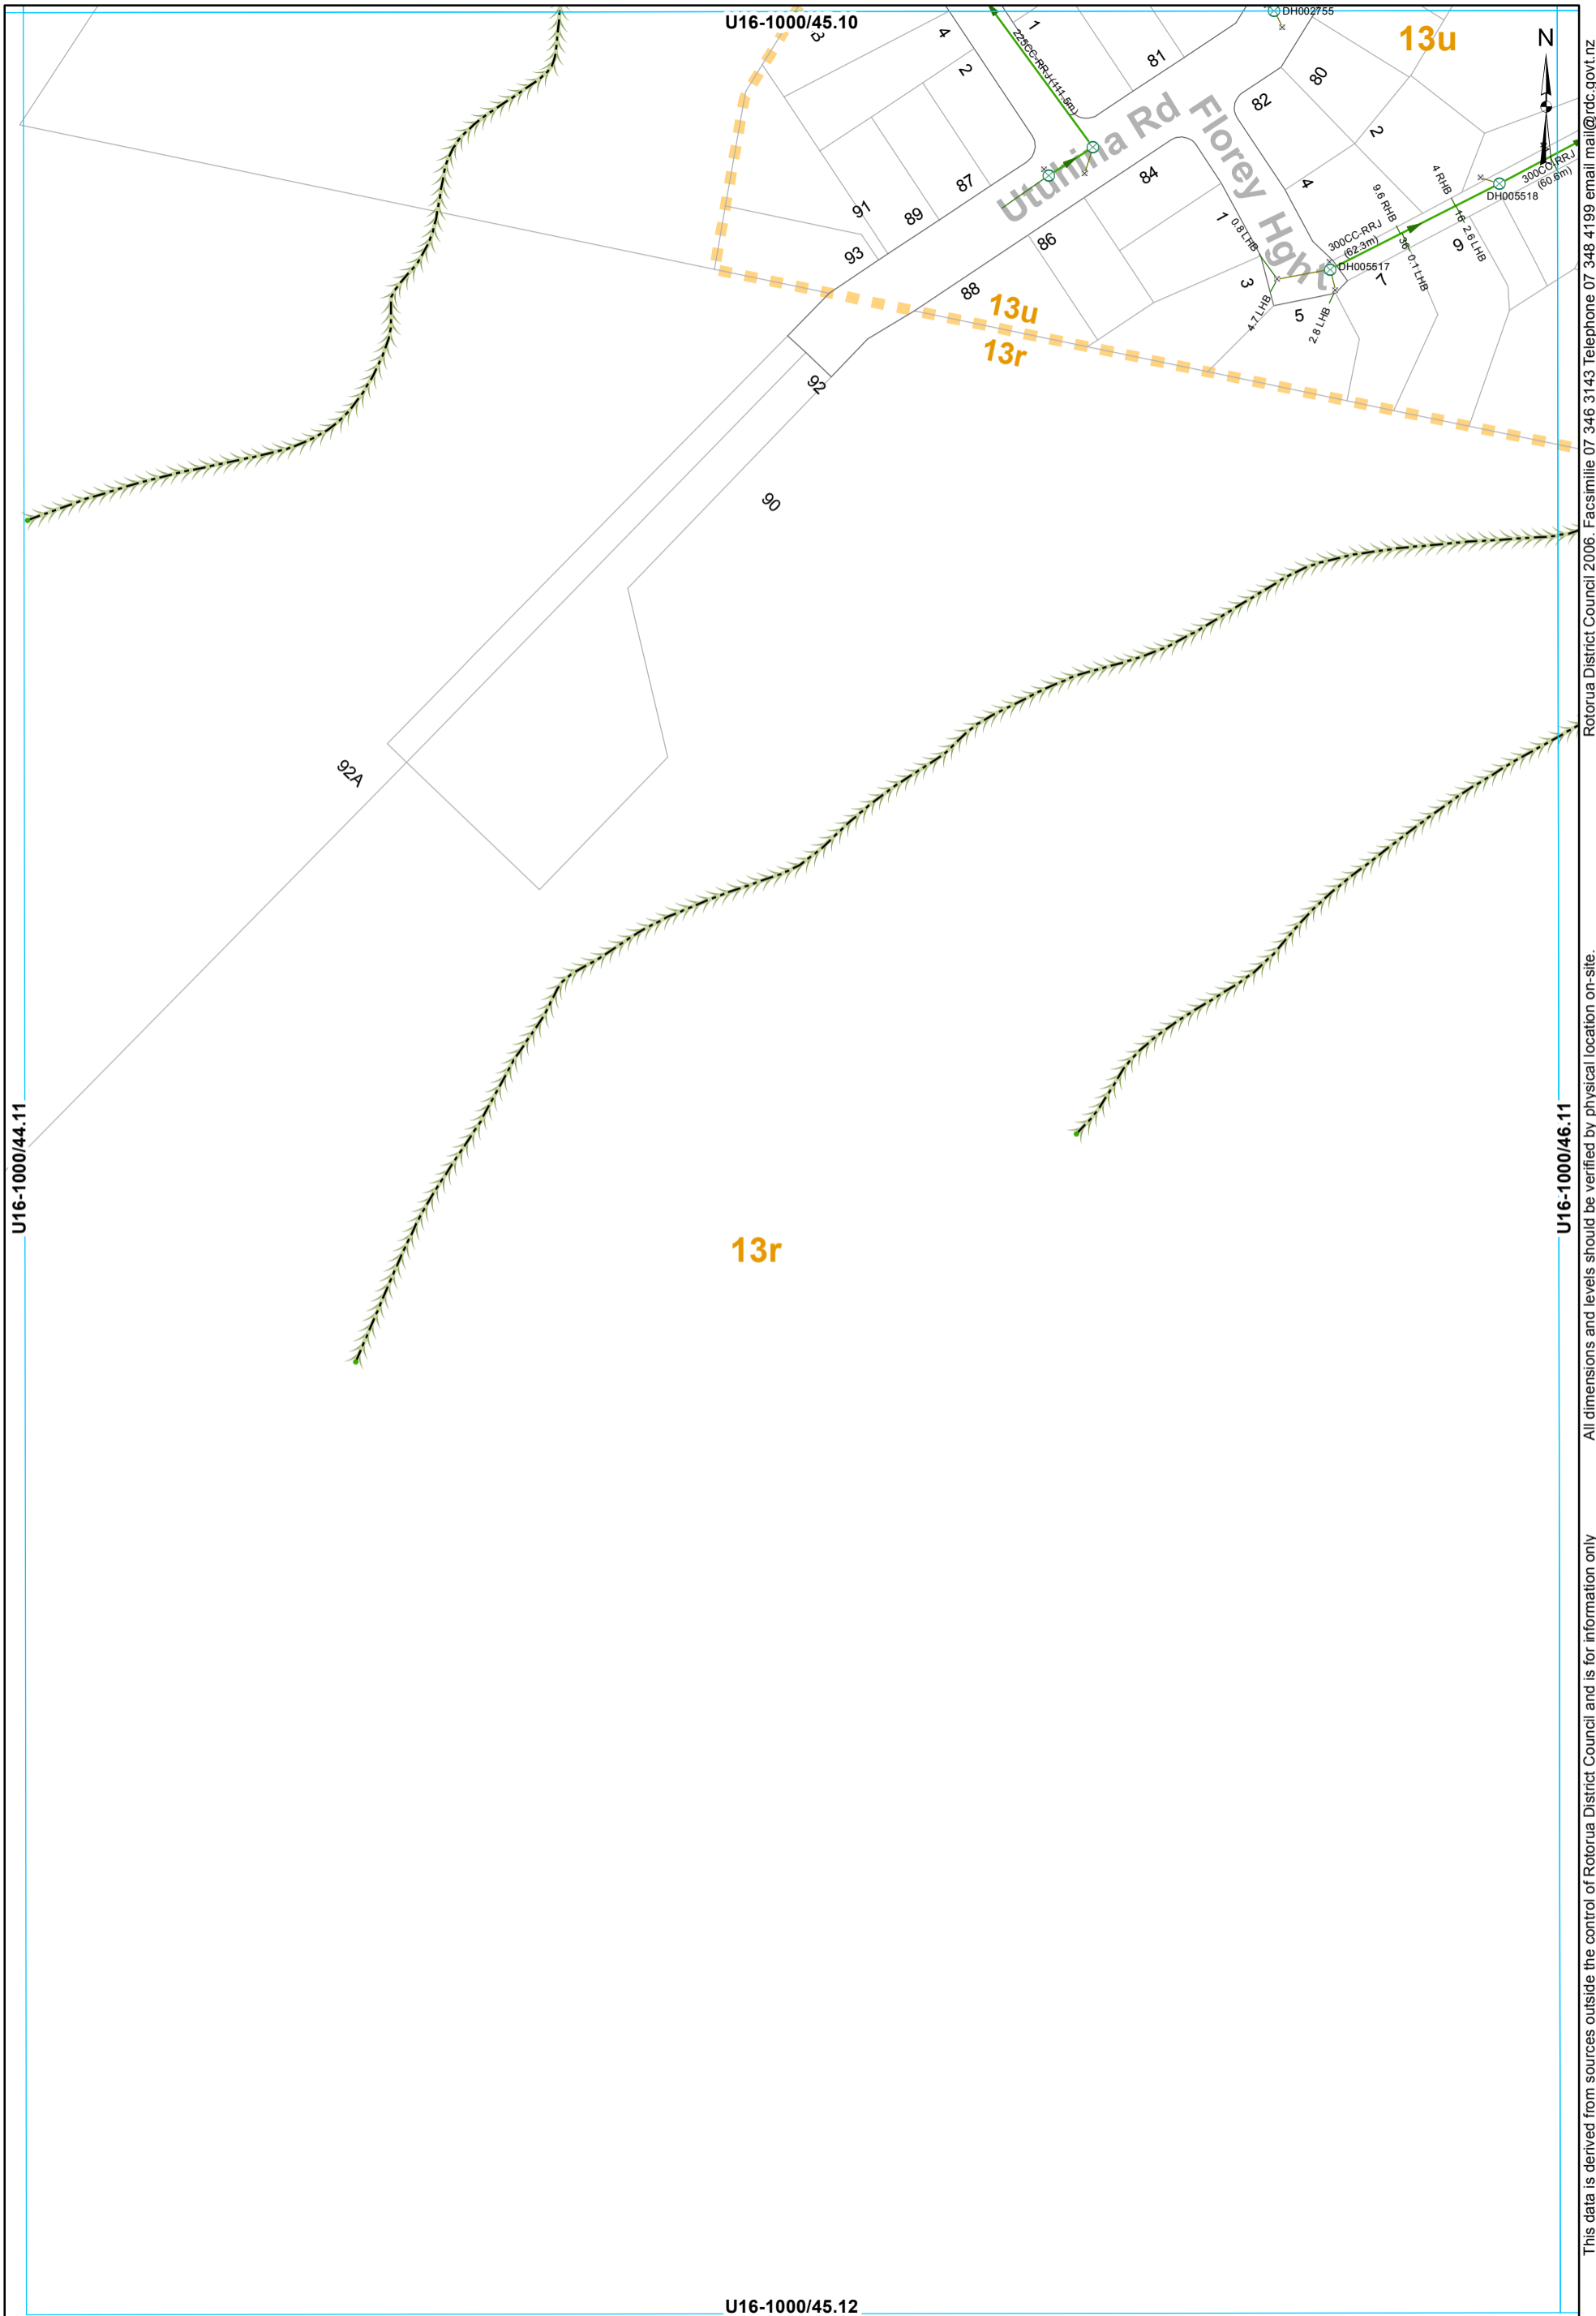 U16-1000/45.10
DH002755
13u
N
B
4
2
1
225CC-RRJ(111.5m)
81
80
82
2
4
Utuhina Rd
Florey Hght
84
86
88
87
89
91
93
1
0.8 LHB
3
4.7 LHB
5
2.8 LHB
7
9
300CC-RRJ
(62.3m)
DH005517
9.6 RHB
36
0.1 LHB
4 RHB
16
2.6 LHB
DH005518
300CC-RRJ
(60.6m)
13u
13r
92
90
92A
U16-1000/44.11
U16-1000/46.11
13r
U16-1000/45.12
Rotorua District Council 2006. Facsimilie 07 346 3143 Telephone 07 348 4199 email mail@rdc.govt.nz
All dimensions and levels should be verified by physical location on-site.
This data is derived from sources outside the control of Rotorua District Council and is for information only